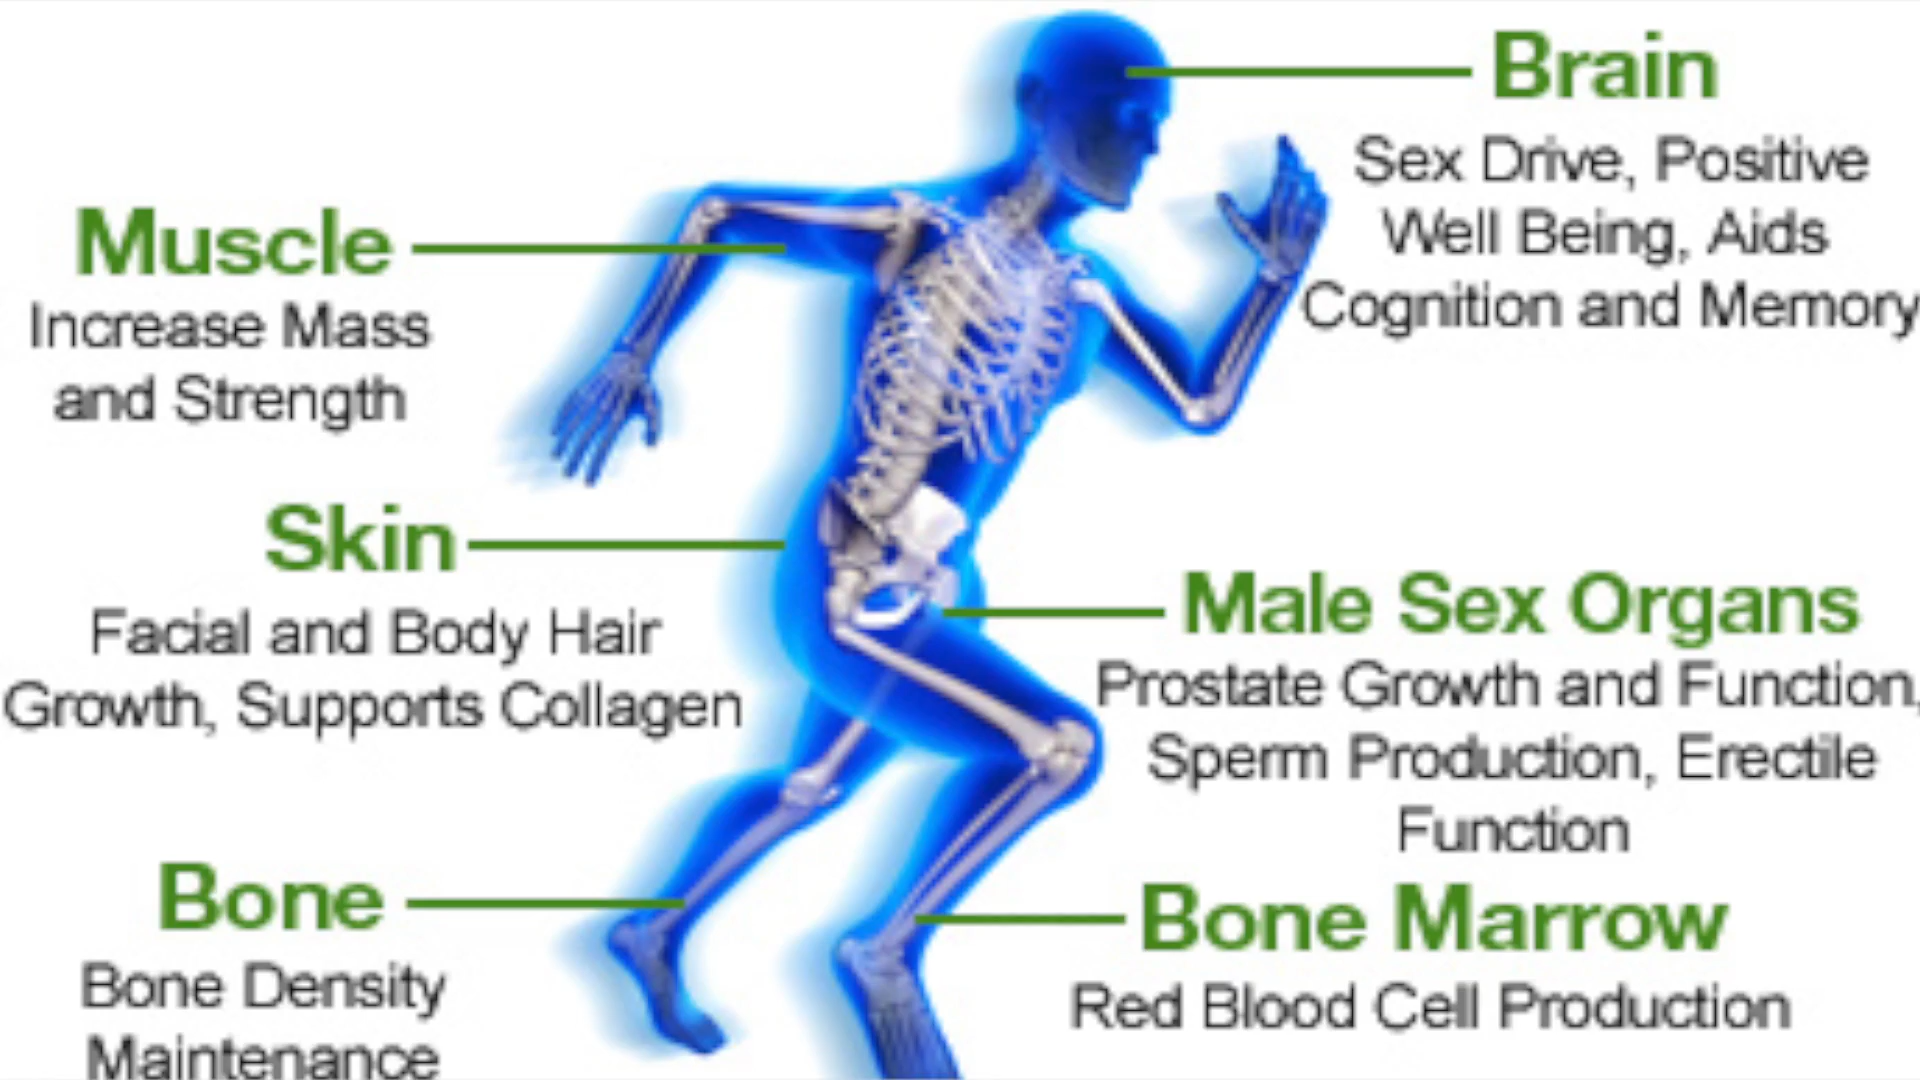 Brain
Sex Drive, Positive
Well Being, Aids
Cognition and Memory
Muscle
Increase Mass
and Strength
Skin
Facial and Body Hair
Growth, Supports Collagen
Male Sex Organs
Prostate Growth and Function,
Sperm Production, Erectile
Function
Bone
Bone Density
Maintenance
Bone Marrow
Red Blood Cell Production